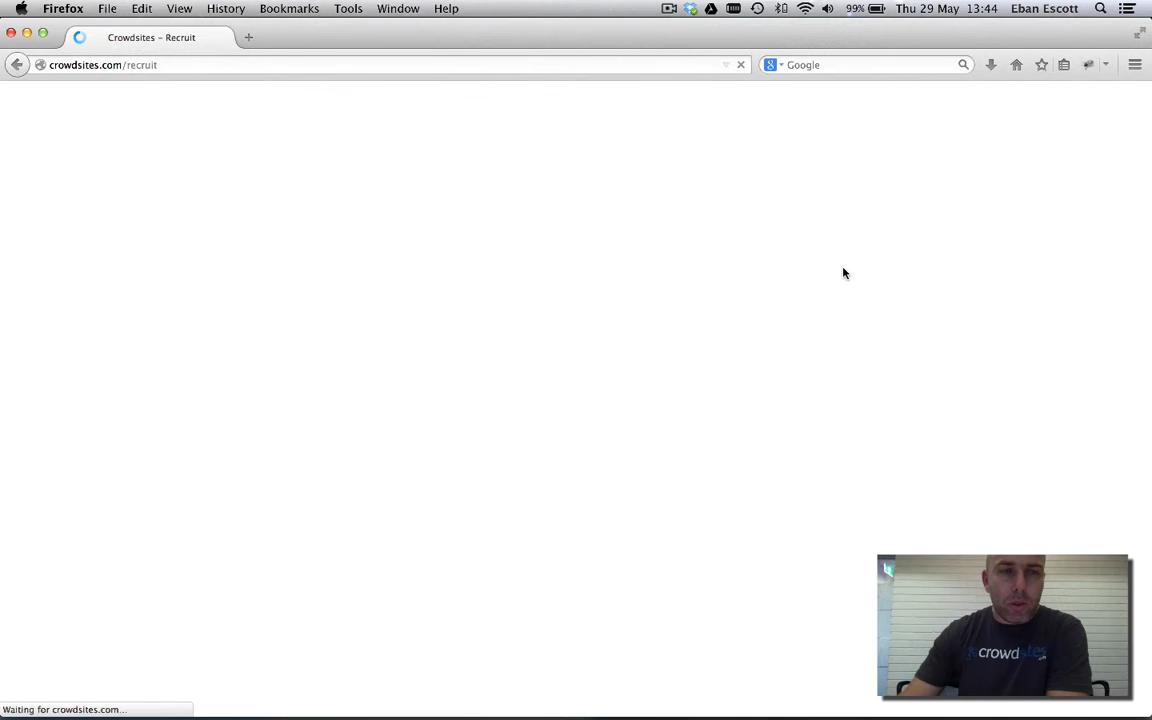 Firefox File Edit View History Bookmarks Tools Window Help 99% Thu 29 May 13:44 Eban Escott
Crowdsites – Recruit
crowdsites.com/recruit
Google
crowdsites
Waiting for crowdsites.com...